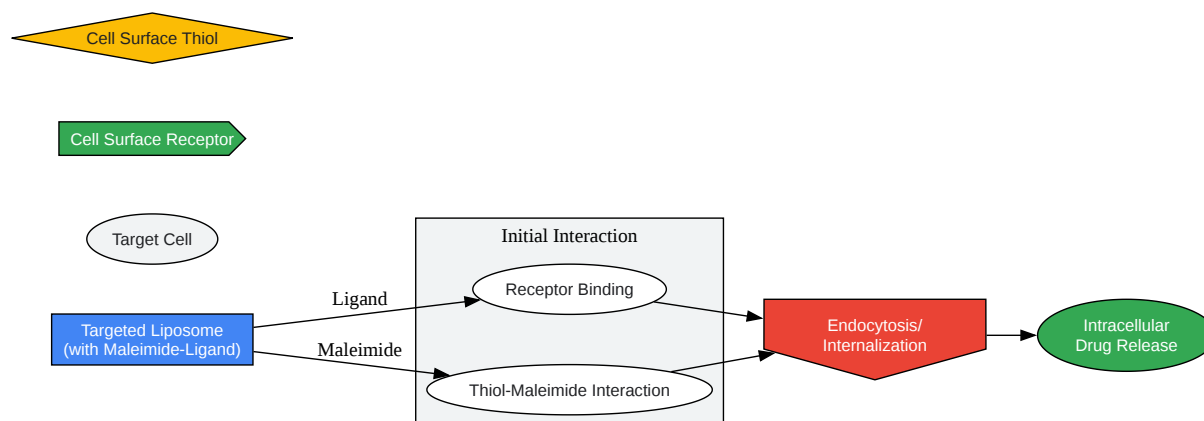 Cell Surface Thiol
Cell Surface Receptor
Target Cell
Targeted Liposome
(with Maleimide-Ligand)
Ligand
Maleimide
Initial Interaction
Receptor Binding
Thiol-Maleimide Interaction
Endocytosis/
Internalization
Intracellular
Drug Release